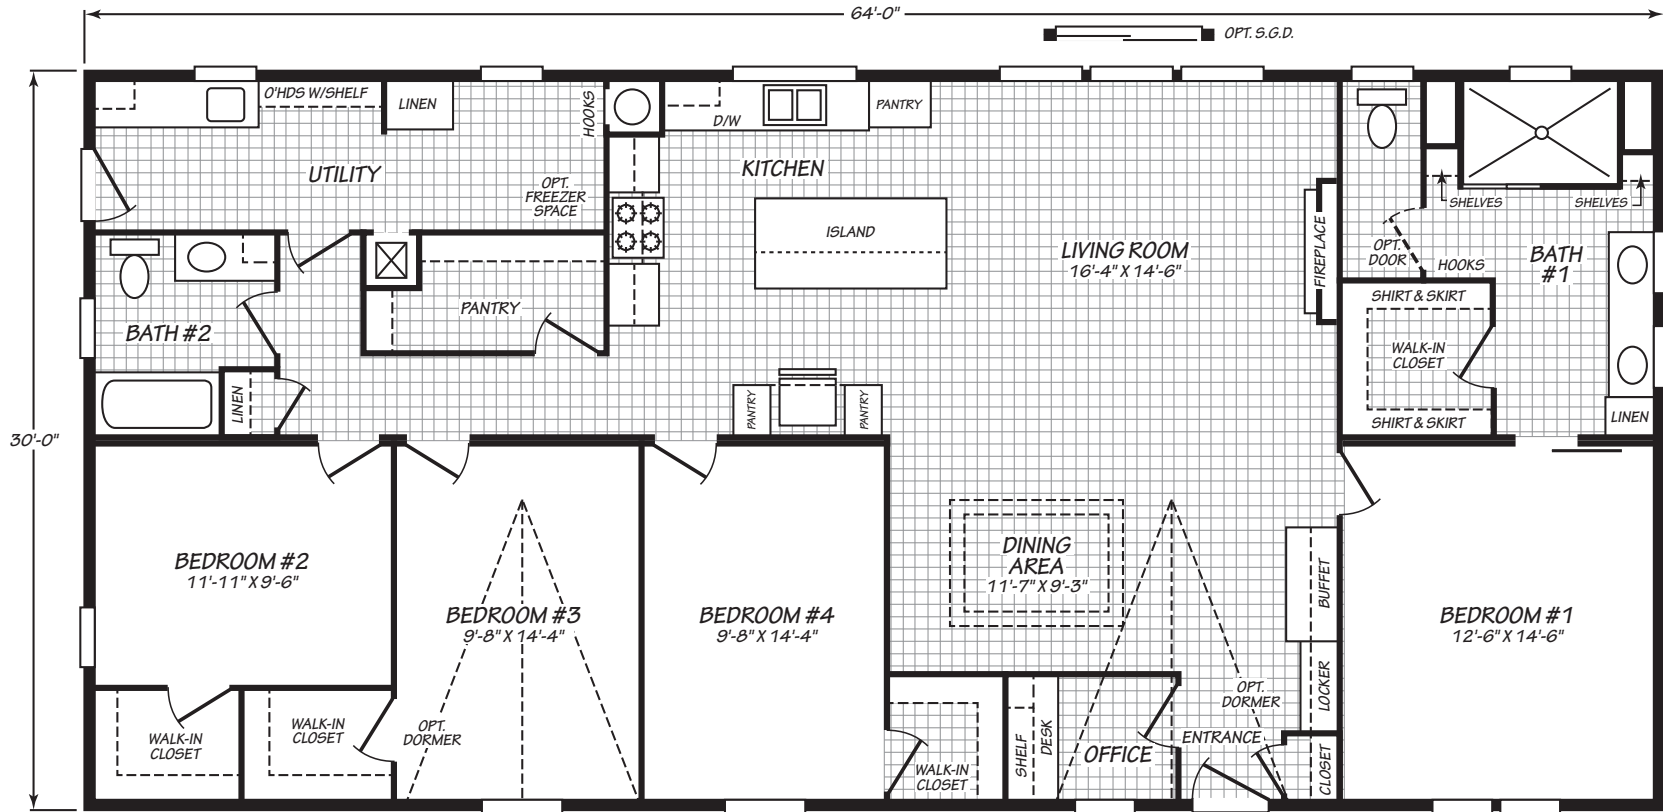 64'-0"
OPT. S.G.D.
O'HDS W/SHELF
LINEN
HOOKS
D/W
PANTRY
UTILITY
OPT.
FREEZER
SPACE
KITCHEN
ISLAND
LIVING ROOM
16'-4" X 14'-6"
FIREPLACE
SHELVES
SHELVES
OPT.
DOOR
HOOKS
BATH
#1
SHIRT & SKIRT
WALK-IN
CLOSET
SHIRT & SKIRT
LINEN
BATH #2
PANTRY
LINEN
PANTRY
PANTRY
30'-0"
BEDROOM #2
11'-11" X 9'-6"
BEDROOM #3
9'-8" X 14'-4"
BEDROOM #4
9'-8" X 14'-4"
DINING
AREA
11'-7" X 9'-3"
BUFFET
BEDROOM #1
12'-6" X 14'-6"
WALK-IN
CLOSET
WALK-IN
CLOSET
OPT.
DORMER
WALK-IN
CLOSET
SHELF
DESK
OFFICE
OPT.
DORMER
ENTRANCE
LOCKER
CLOSET